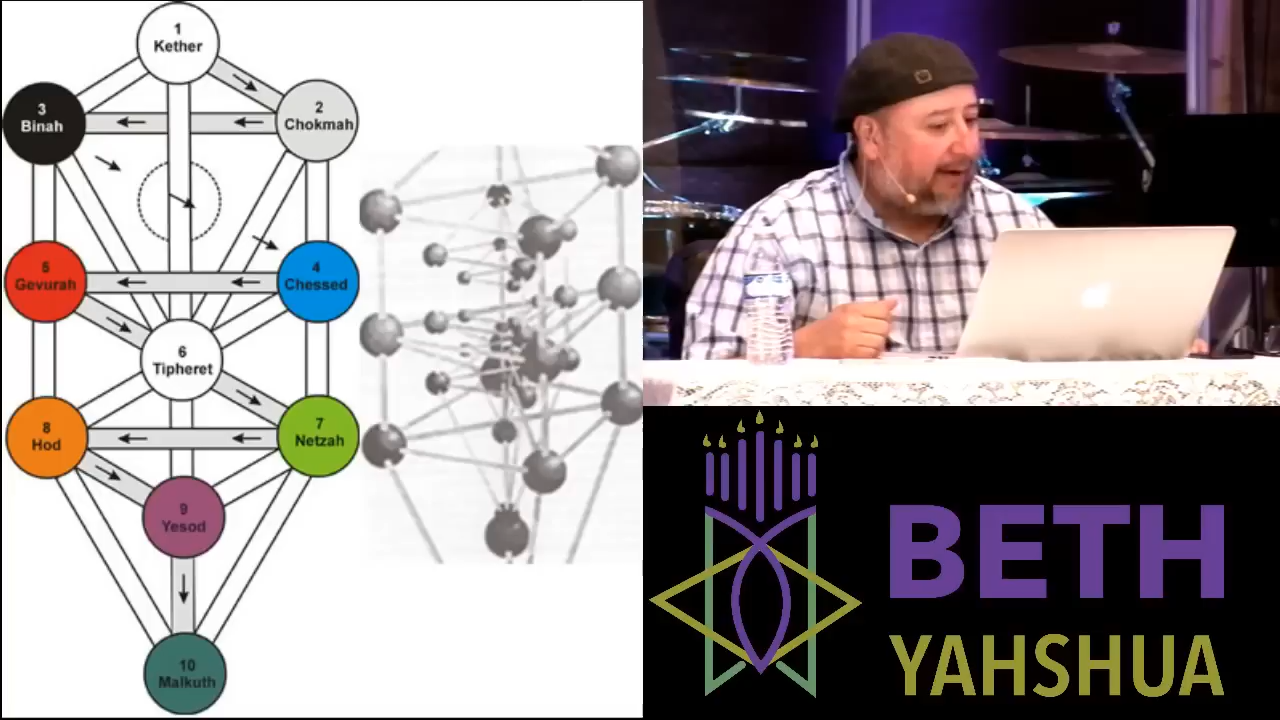 1
Kether
3
Binah
2
Chokmah
5
Gevurah
4
Chessed
6
Tipheret
8
Hod
7
Netzah
9
Yesod
10
Malkuth
BETH
YAHSHUA